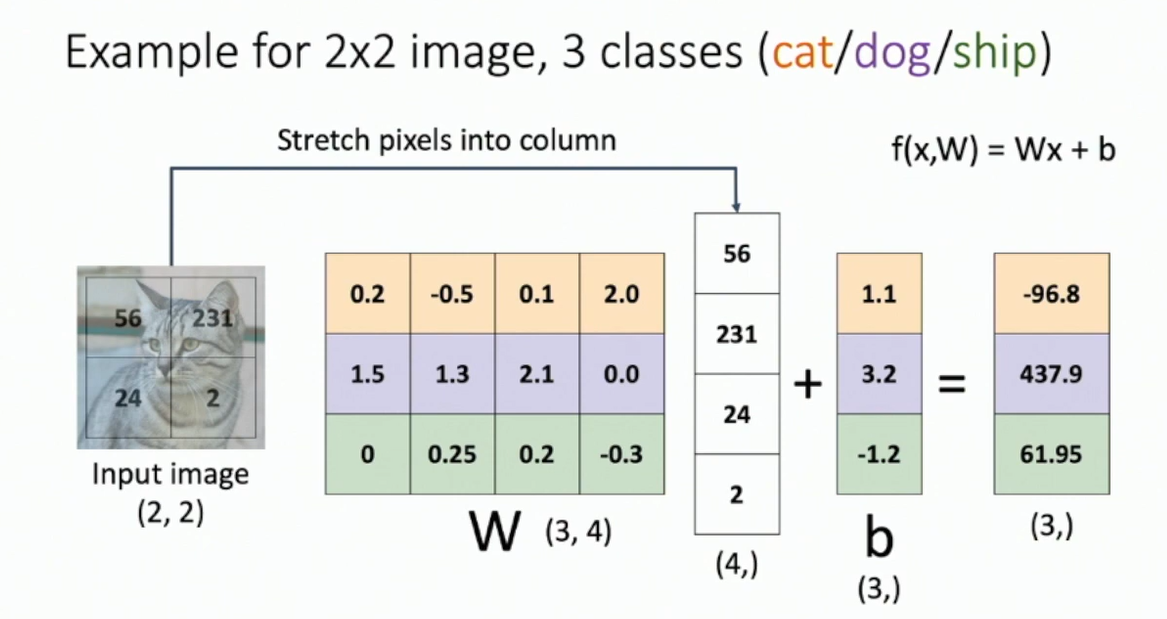 Example for 2x2 image, 3 classes (cat/dog/ship)
Stretch pixels into column
f(x,W) = Wx + b
56 231
24 2
Input image
(2, 2)
0.2 -0.5 0.1 2.0
1.5 1.3 2.1 0.0
0 0.25 0.2 -0.3
W (3, 4)
56
231
24
2
(4,)
+
1.1
3.2
-1.2
b
(3,)
=
-96.8
437.9
61.95
(3,)